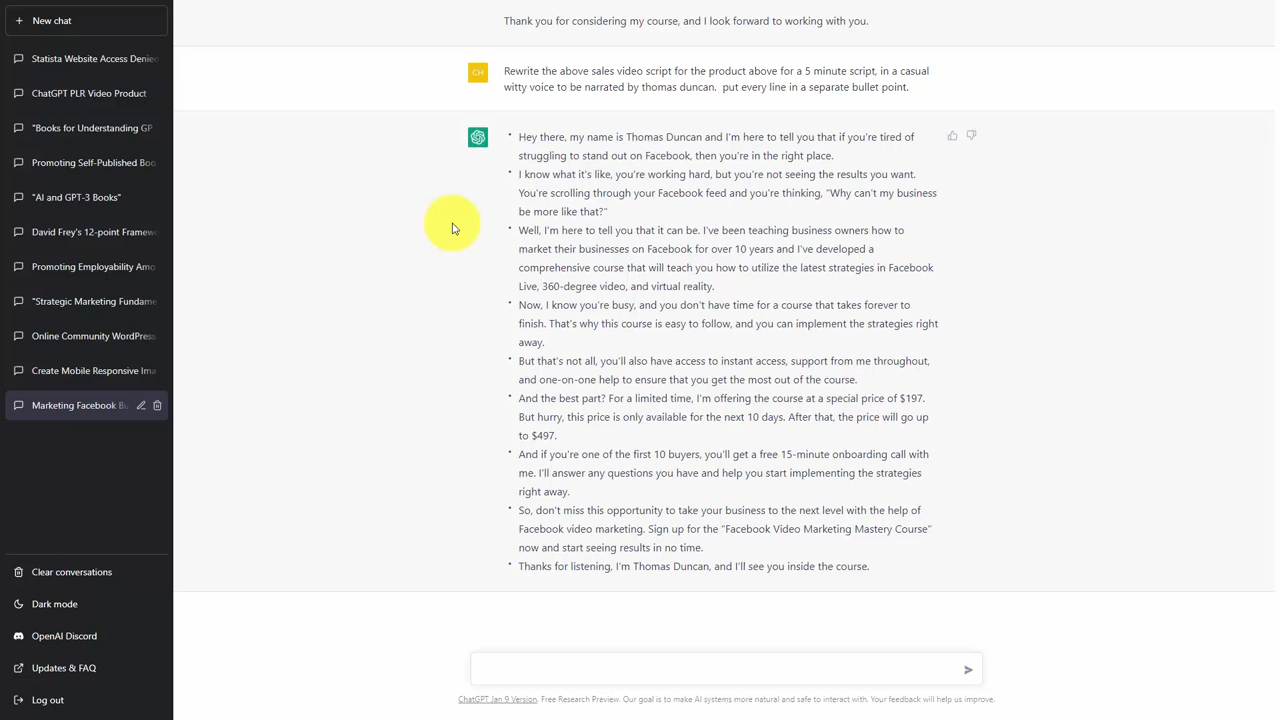 New chat
Statista Website Access Denied
ChatGPT PLR Video Product
"Books for Understanding GP
Promoting Self-Published Boo
"AI and GPT-3 Books"
David Frey's 12-point Framew
Promoting Employability Amo
"Strategic Marketing Fundame
Online Community WordPress
Create Mobile Responsive Ima
Marketing Facebook Bu
Clear conversations
Dark mode
OpenAI Discord
Updates & FAQ
Log out
Thank you for considering my course, and I look forward to working with you.
CH
Rewrite the above sales video script for the product above for a 5 minute script, in a casual
witty voice to be narrated by thomas duncan. put every line in a separate bullet point.
• Hey there, my name is Thomas Duncan and I'm here to tell you that if you're tired of
struggling to stand out on Facebook, then you're in the right place.
• I know what it's like, you're working hard, but you're not seeing the results you want.
You're scrolling through your Facebook feed and you're thinking, "Why can't my business
be more like that?"
• Well, I'm here to tell you that it can be. I've been teaching business owners how to
market their businesses on Facebook for over 10 years and I've developed a
comprehensive course that will teach you how to utilize the latest strategies in Facebook
Live, 360-degree video, and virtual reality.
• Now, I know you're busy, and you don't have time for a course that takes forever to
finish. That's why this course is easy to follow, and you can implement the strategies right
away.
• But that's not all, you'll also have access to instant access, support from me throughout,
and one-on-one help to ensure that you get the most out of the course.
• And the best part? For a limited time, I'm offering the course at a special price of $197.
But hurry, this price is only available for the next 10 days. After that, the price will go up
to $497.
• And if you're one of the first 10 buyers, you'll get a free 15-minute onboarding call with
me. I'll answer any questions you have and help you start implementing the strategies
right away.
• So, don't miss this opportunity to take your business to the next level with the help of
Facebook video marketing. Sign up for the "Facebook Video Marketing Mastery Course"
now and start seeing results in no time.
• Thanks for listening, I'm Thomas Duncan, and I'll see you inside the course.
ChatGPT Jan 9 Version. Free Research Preview. Our goal is to make AI systems more natural and safe to interact with. Your feedback will help us improve.